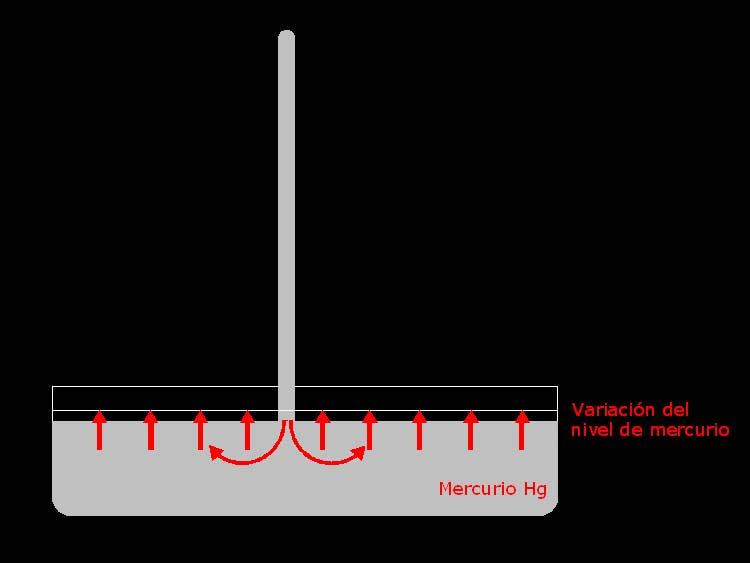 Variación del
nivel de mercurio
Mercurio Hg